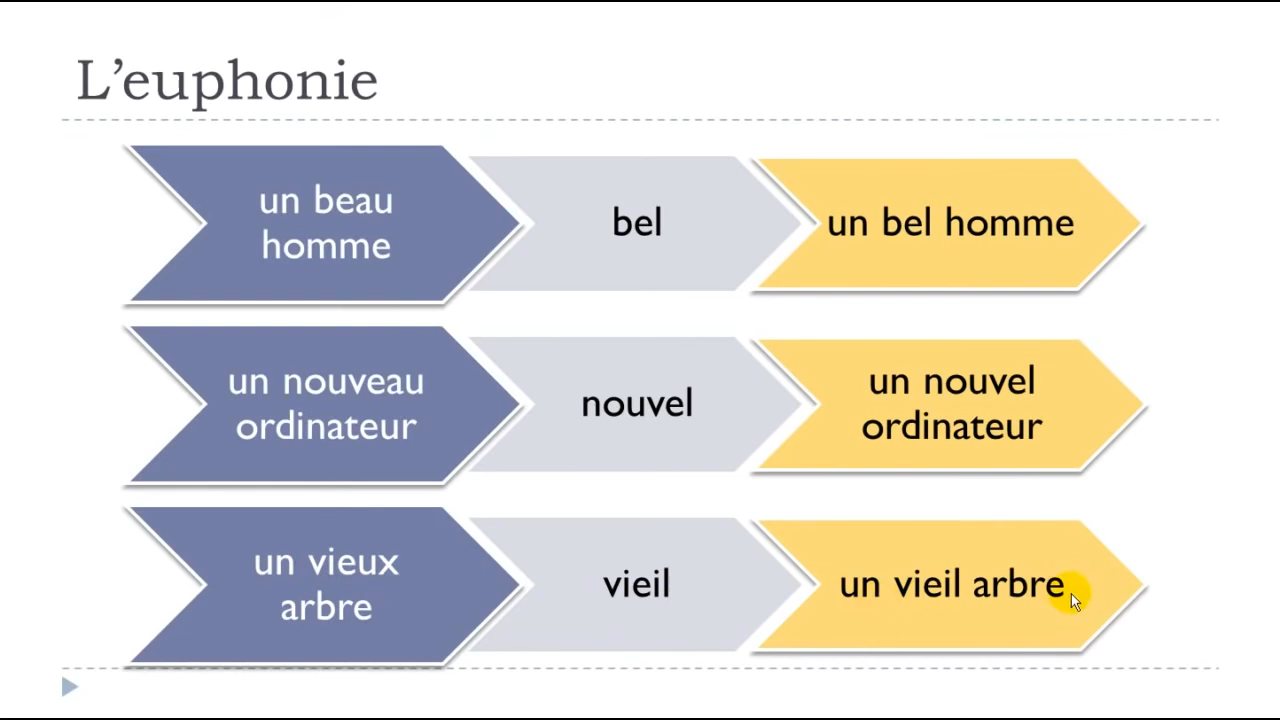 L’euphonie
un beau
homme
bel
un bel homme
un nouveau
ordinateur
nouvel
un nouvel
ordinateur
un vieux
arbre
vieil
un vieil arbre